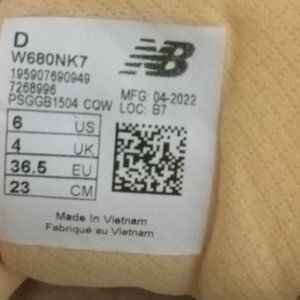 D
W680NK7
195907690949
7268996
PSGGB1504 CQW
NB
MFG: 04-2022
LOC: B7
6 US
4 UK
36.5 EU
23 CM
Made In Vietnam
Fabriqué au Vietnam